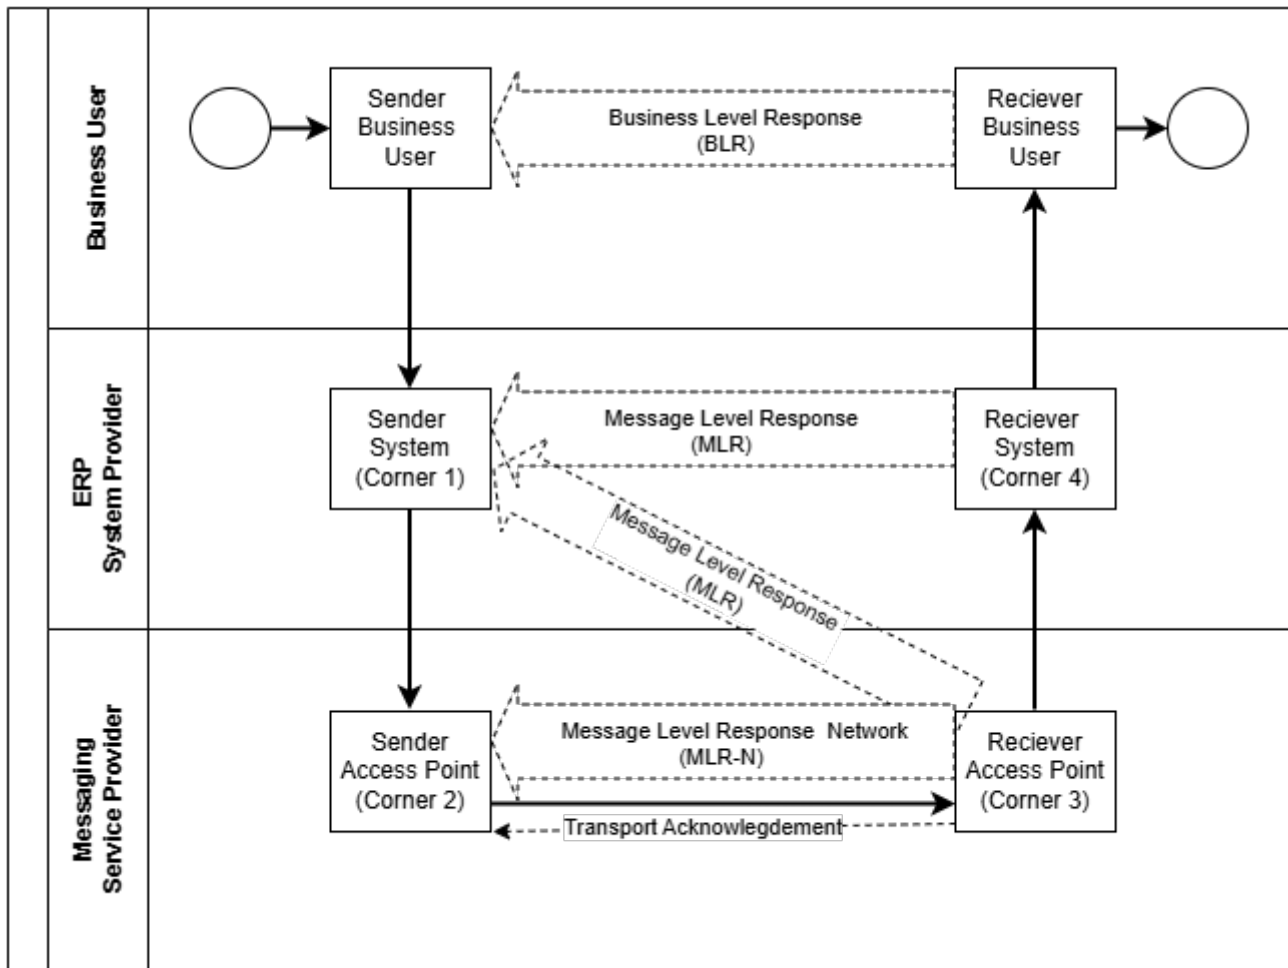 Business User
Sender
Business
User
Business Level Response
(BLR)
Reciever
Business
User
ERP
System Provider
Sender
System
(Corner 1)
Message Level Response
(MLR)
Reciever
System
(Corner 4)
Message Level Response
(MLR)
Messaging
Service Provider
Sender
Access Point
(Corner 2)
Message Level Response  Network
(MLR-N)
Reciever
Access Point
(Corner 3)
Transport Acknowlegdement